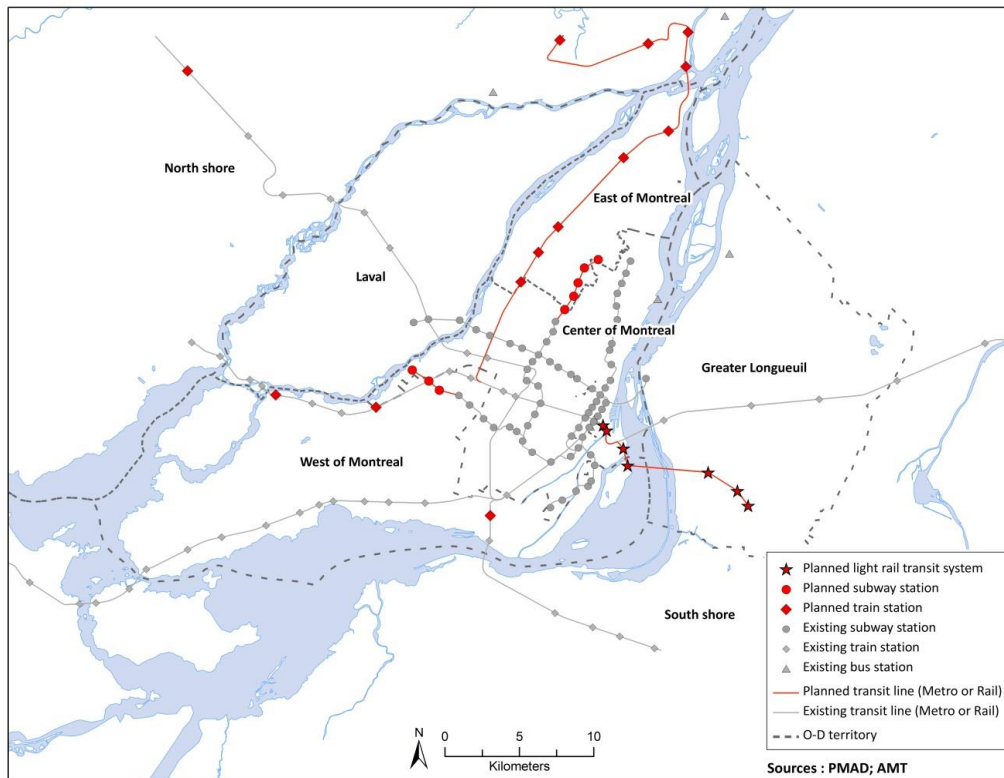 North shore
East of Montreal
Laval
Center of Montreal
Greater Longueuil
West of Montreal
South shore
Planned light rail transit system
Planned subway station
Planned train station
Existing subway station
Existing train station
Existing bus station
Planned transit line (Metro or Rail)
Existing transit line (Metro or Rail)
O-D territory
N
0 5 10
Kilometers
Sources : PMAD; AMT